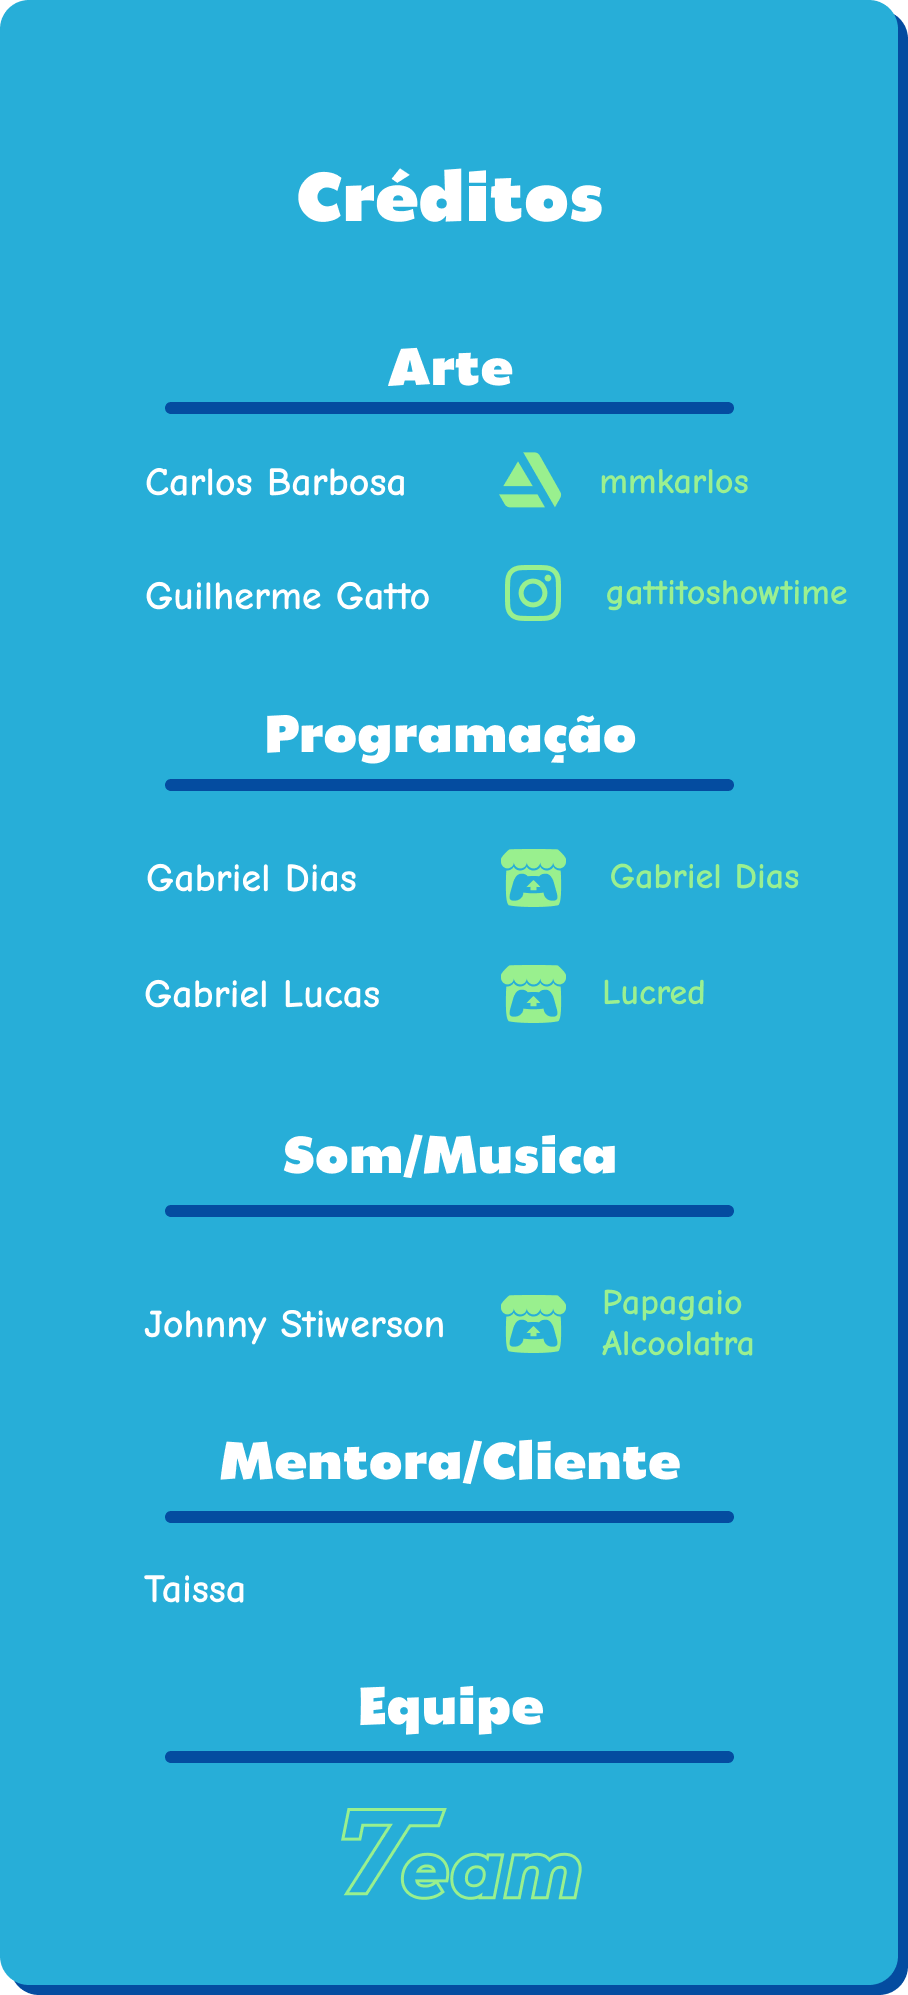 Créditos
Arte
Carlos Barbosa mmkarlos
Guilherme Gatto gattitoshowtime
Programação
Gabriel Dias Gabriel Dias
Gabriel Lucas Lucred
Som/Musica
Johnny Stiwerson Papagaio
Alcoolatra
Mentora/Cliente
Taissa
Equipe
7eam